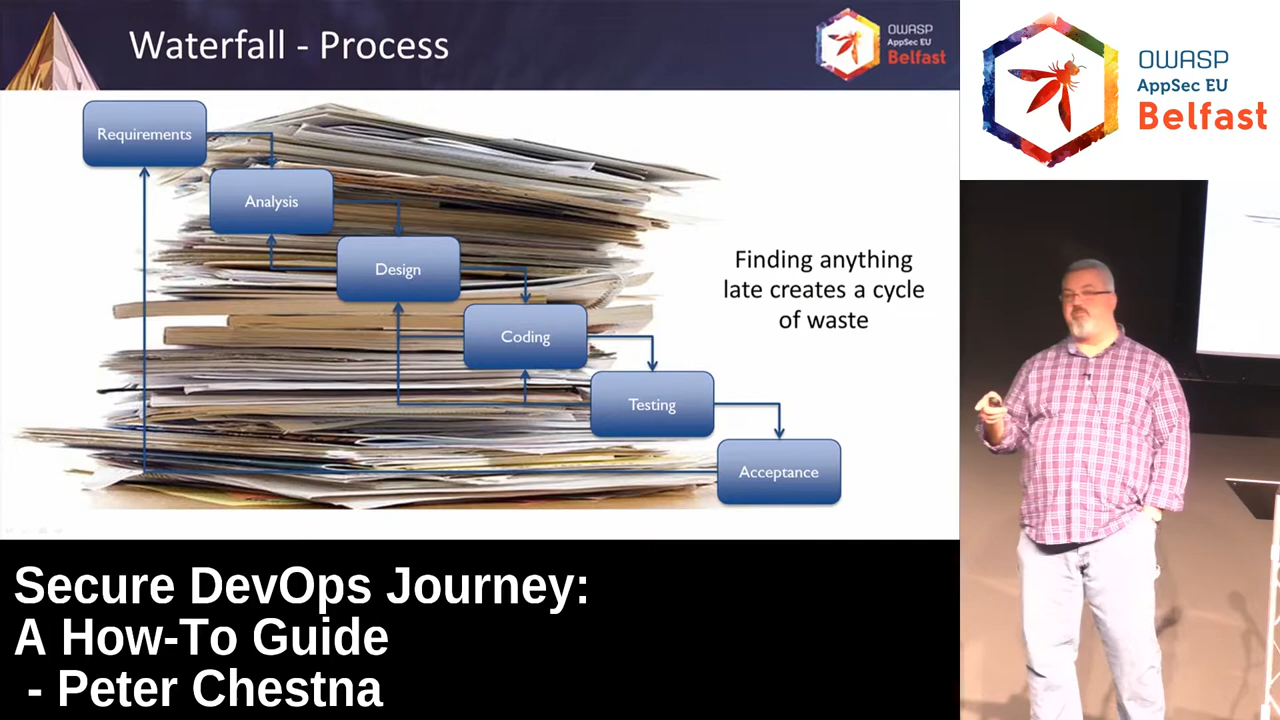 Waterfall - Process
OWASP
AppSec EU
Belfast
OWASP
AppSec EU
Belfast
Requirements
Analysis
Design
Coding
Testing
Acceptance
Finding anything
late creates a cycle
of waste
Secure DevOps Journey:
A How-To Guide
- Peter Chestna